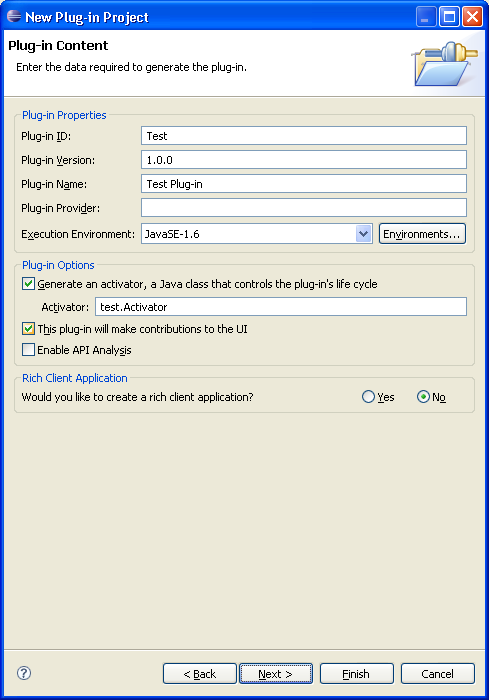 New Plug-in Project
Plug-in Content
Enter the data required to generate the plug-in.
Plug-in Properties
Plug-in ID: Test
Plug-in Version: 1.0.0
Plug-in Name: Test Plug-in
Plug-in Provider:
Execution Environment: JavaSE-1.6 Environments...
Plug-in Options
Generate an activator, a Java class that controls the plug-in's life cycle
Activator: test.Activator
This plug-in will make contributions to the UI
Enable API Analysis
Rich Client Application
Would you like to create a rich client application? Yes No
? < Back Next > Finish Cancel